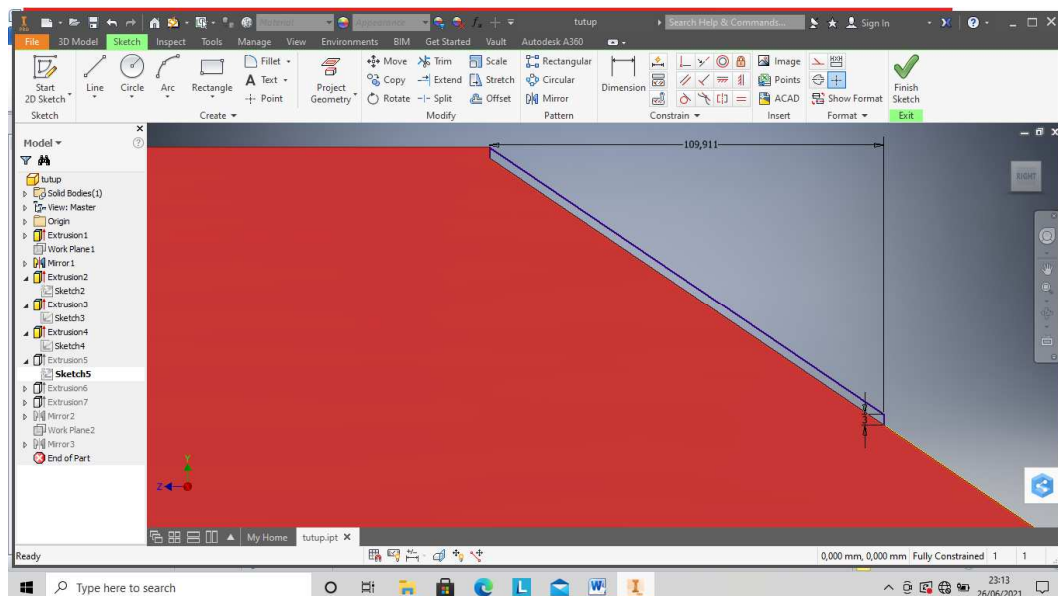 Material Appearance tutup Search Help & Commands... Sign In
PRO
File 3D Model Sketch Inspect Tools Manage View Environments BIM Get Started Vault Autodesk A360
Start 2D Sketch
Line Circle Arc Rectangle
Fillet
Text
Point
Project Geometry
Move Trim Scale
Copy Extend Stretch
Rotate Split Offset
Rectangular
Circular
Mirror
Dimension
Image
Points
ACAD
Show Format
Finish Sketch
Sketch Create Modify Pattern Constrain Insert Format Exit
Model
tutup
Solid Bodies(1)
View: Master
Origin
Extrusion1
Work Plane1
Mirror1
Extrusion2
Sketch2
Extrusion3
Sketch3
Extrusion4
Sketch4
Extrusion5
Sketch5
Extrusion6
Extrusion7
Mirror2
Work Plane2
Mirror3
End of Part
109,911
RIGHT
Y
Z
My Home tutup.ipt
Ready 0,000 mm, 0,000 mm Fully Constrained 1 1
Type here to search
23:13
26/06/2021